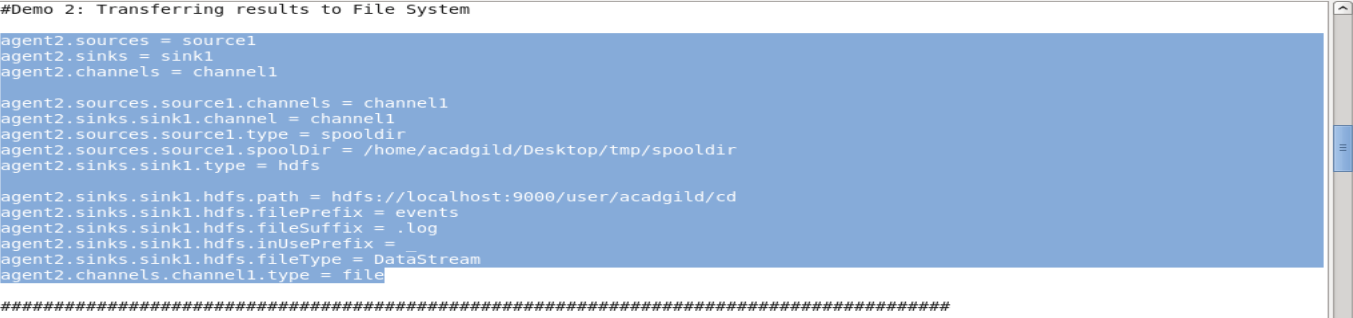 #Demo 2: Transferring results to File System
agent2.sources = source1
agent2.sinks = sink1
agent2.channels = channel1
agent2.sources.source1.channels = channel1
agent2.sinks.sink1.channel = channel1
agent2.sources.source1.type = spooldir
agent2.sources.source1.spoolDir = /home/acadgild/Desktop/tmp/spooldir
agent2.sinks.sink1.type = hdfs
agent2.sinks.sink1.hdfs.path = hdfs://localhost:9000/user/acadgild/cd
agent2.sinks.sink1.hdfs.filePrefix = events
agent2.sinks.sink1.hdfs.fileSuffix = .log
agent2.sinks.sink1.hdfs.inUsePrefix = _
agent2.sinks.sink1.hdfs.fileType = DataStream
agent2.channels.channel1.type = file
#########################################################################################